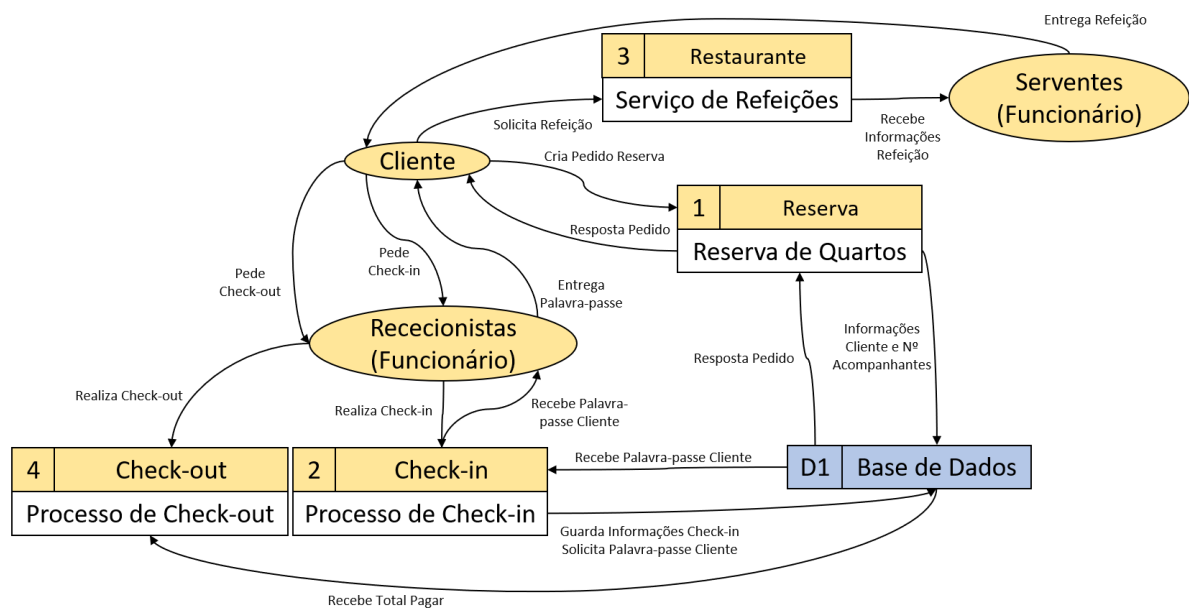 Entrega Refeição
3 Restaurante
Serviço de Refeições
Serventes
(Funcionário)
Solicita Refeição
Recebe
Informações
Refeição
Cliente
Cria Pedido Reserva
1 Reserva
Reserva de Quartos
Resposta Pedido
Pede
Check-out
Pede
Check-in
Entrega
Palavra-passe
Rececionistas
(Funcionário)
Resposta Pedido
Informações
Cliente e Nº
Acompanhantes
Realiza Check-out
Realiza Check-in
Recebe Palavra-
passe Cliente
4 Check-out
Processo de Check-out
2 Check-in
Processo de Check-in
Recebe Palavra-passe Cliente
D1 Base de Dados
Guarda Informações Check-in
Solicita Palavra-passe Cliente
Recebe Total Pagar